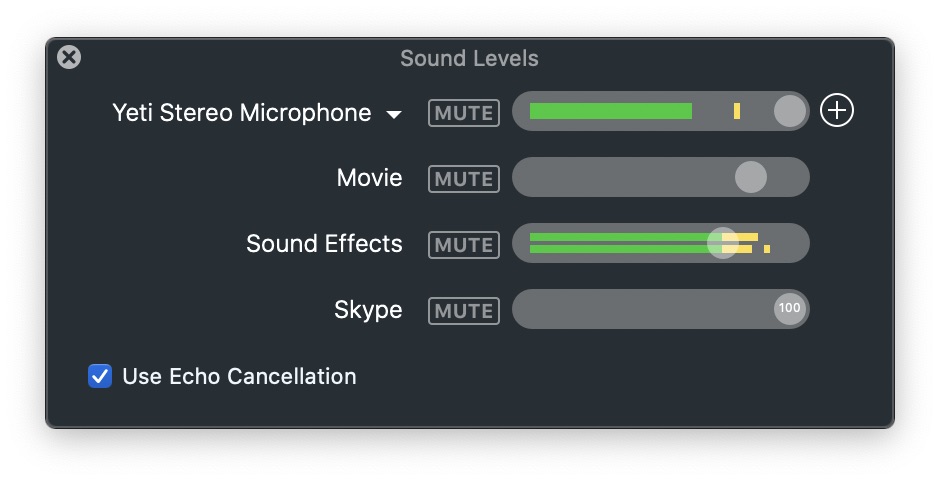 Sound Levels
Yeti Stereo Microphone MUTE
Movie MUTE
Sound Effects MUTE
Skype MUTE 100
Use Echo Cancellation